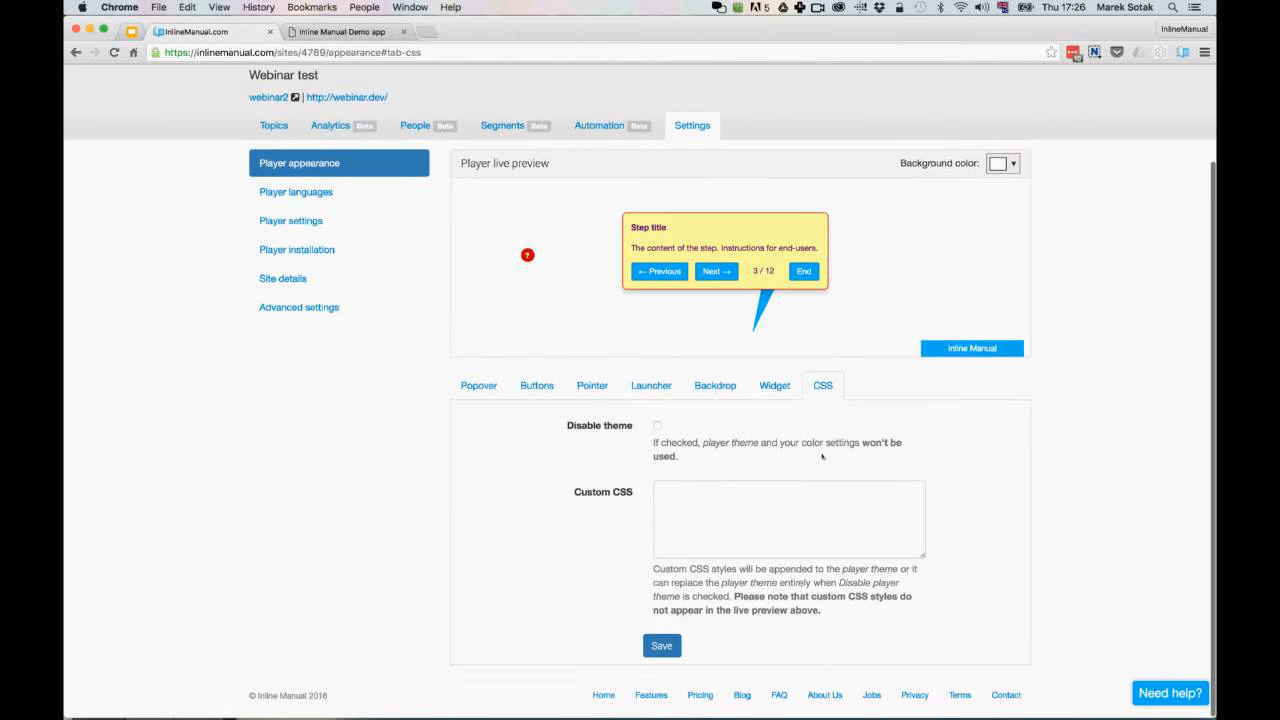 Chrome File Edit View History Bookmarks People Window Help 5 Thu 17:26 Marek Sotak
InlineManual.com Inline Manual Demo app InlineManual
https://inlinemanual.com/sites/4769/appearance#tab-css
Webinar test
webinar2 | http://webinar.dev/
Topics Analytics Beta People Beta Segments Beta Automation Beta Settings
Player appearance
Player languages
Player settings
Player installation
Site details
Advanced settings
Player live preview Background color:
?
Step title
The content of the step. Instructions for end-users.
← Previous Next → 3 / 12 End
Inline Manual
Popover Buttons Pointer Launcher Backdrop Widget CSS
Disable theme
If checked, player theme and your color settings won't be
used.
Custom CSS
Custom CSS styles will be appended to the player theme or it
can replace the player theme entirely when Disable player
theme is checked. Please note that custom CSS styles do
not appear in the live preview above.
Save
© Inline Manual 2016 Home Features Pricing Blog FAQ About Us Jobs Privacy Terms Contact
Need help?